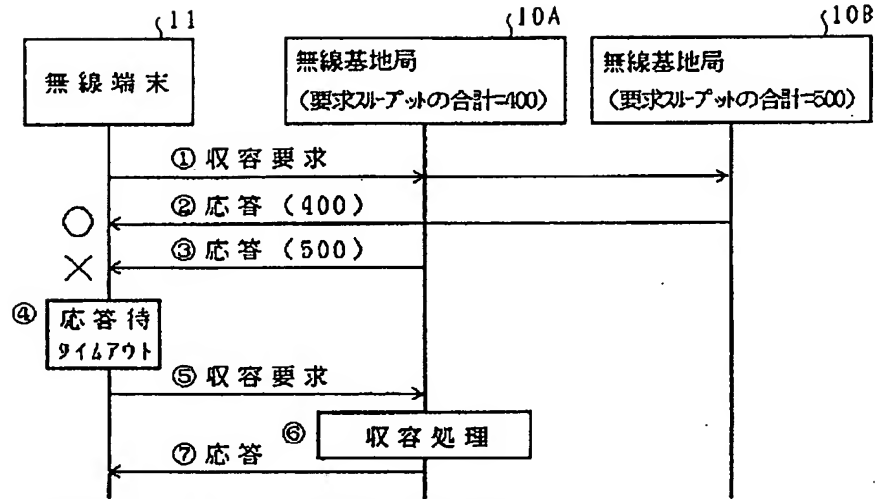 11
10A
10B
無線端末
無線基地局
(要求スループットの合計=400)
無線基地局
(要求スループットの合計=500)
①収容要求
②応答(400)
③応答(500)
④
応答待
タイムアウト
⑤収容要求
⑥
収容処理
⑦応答